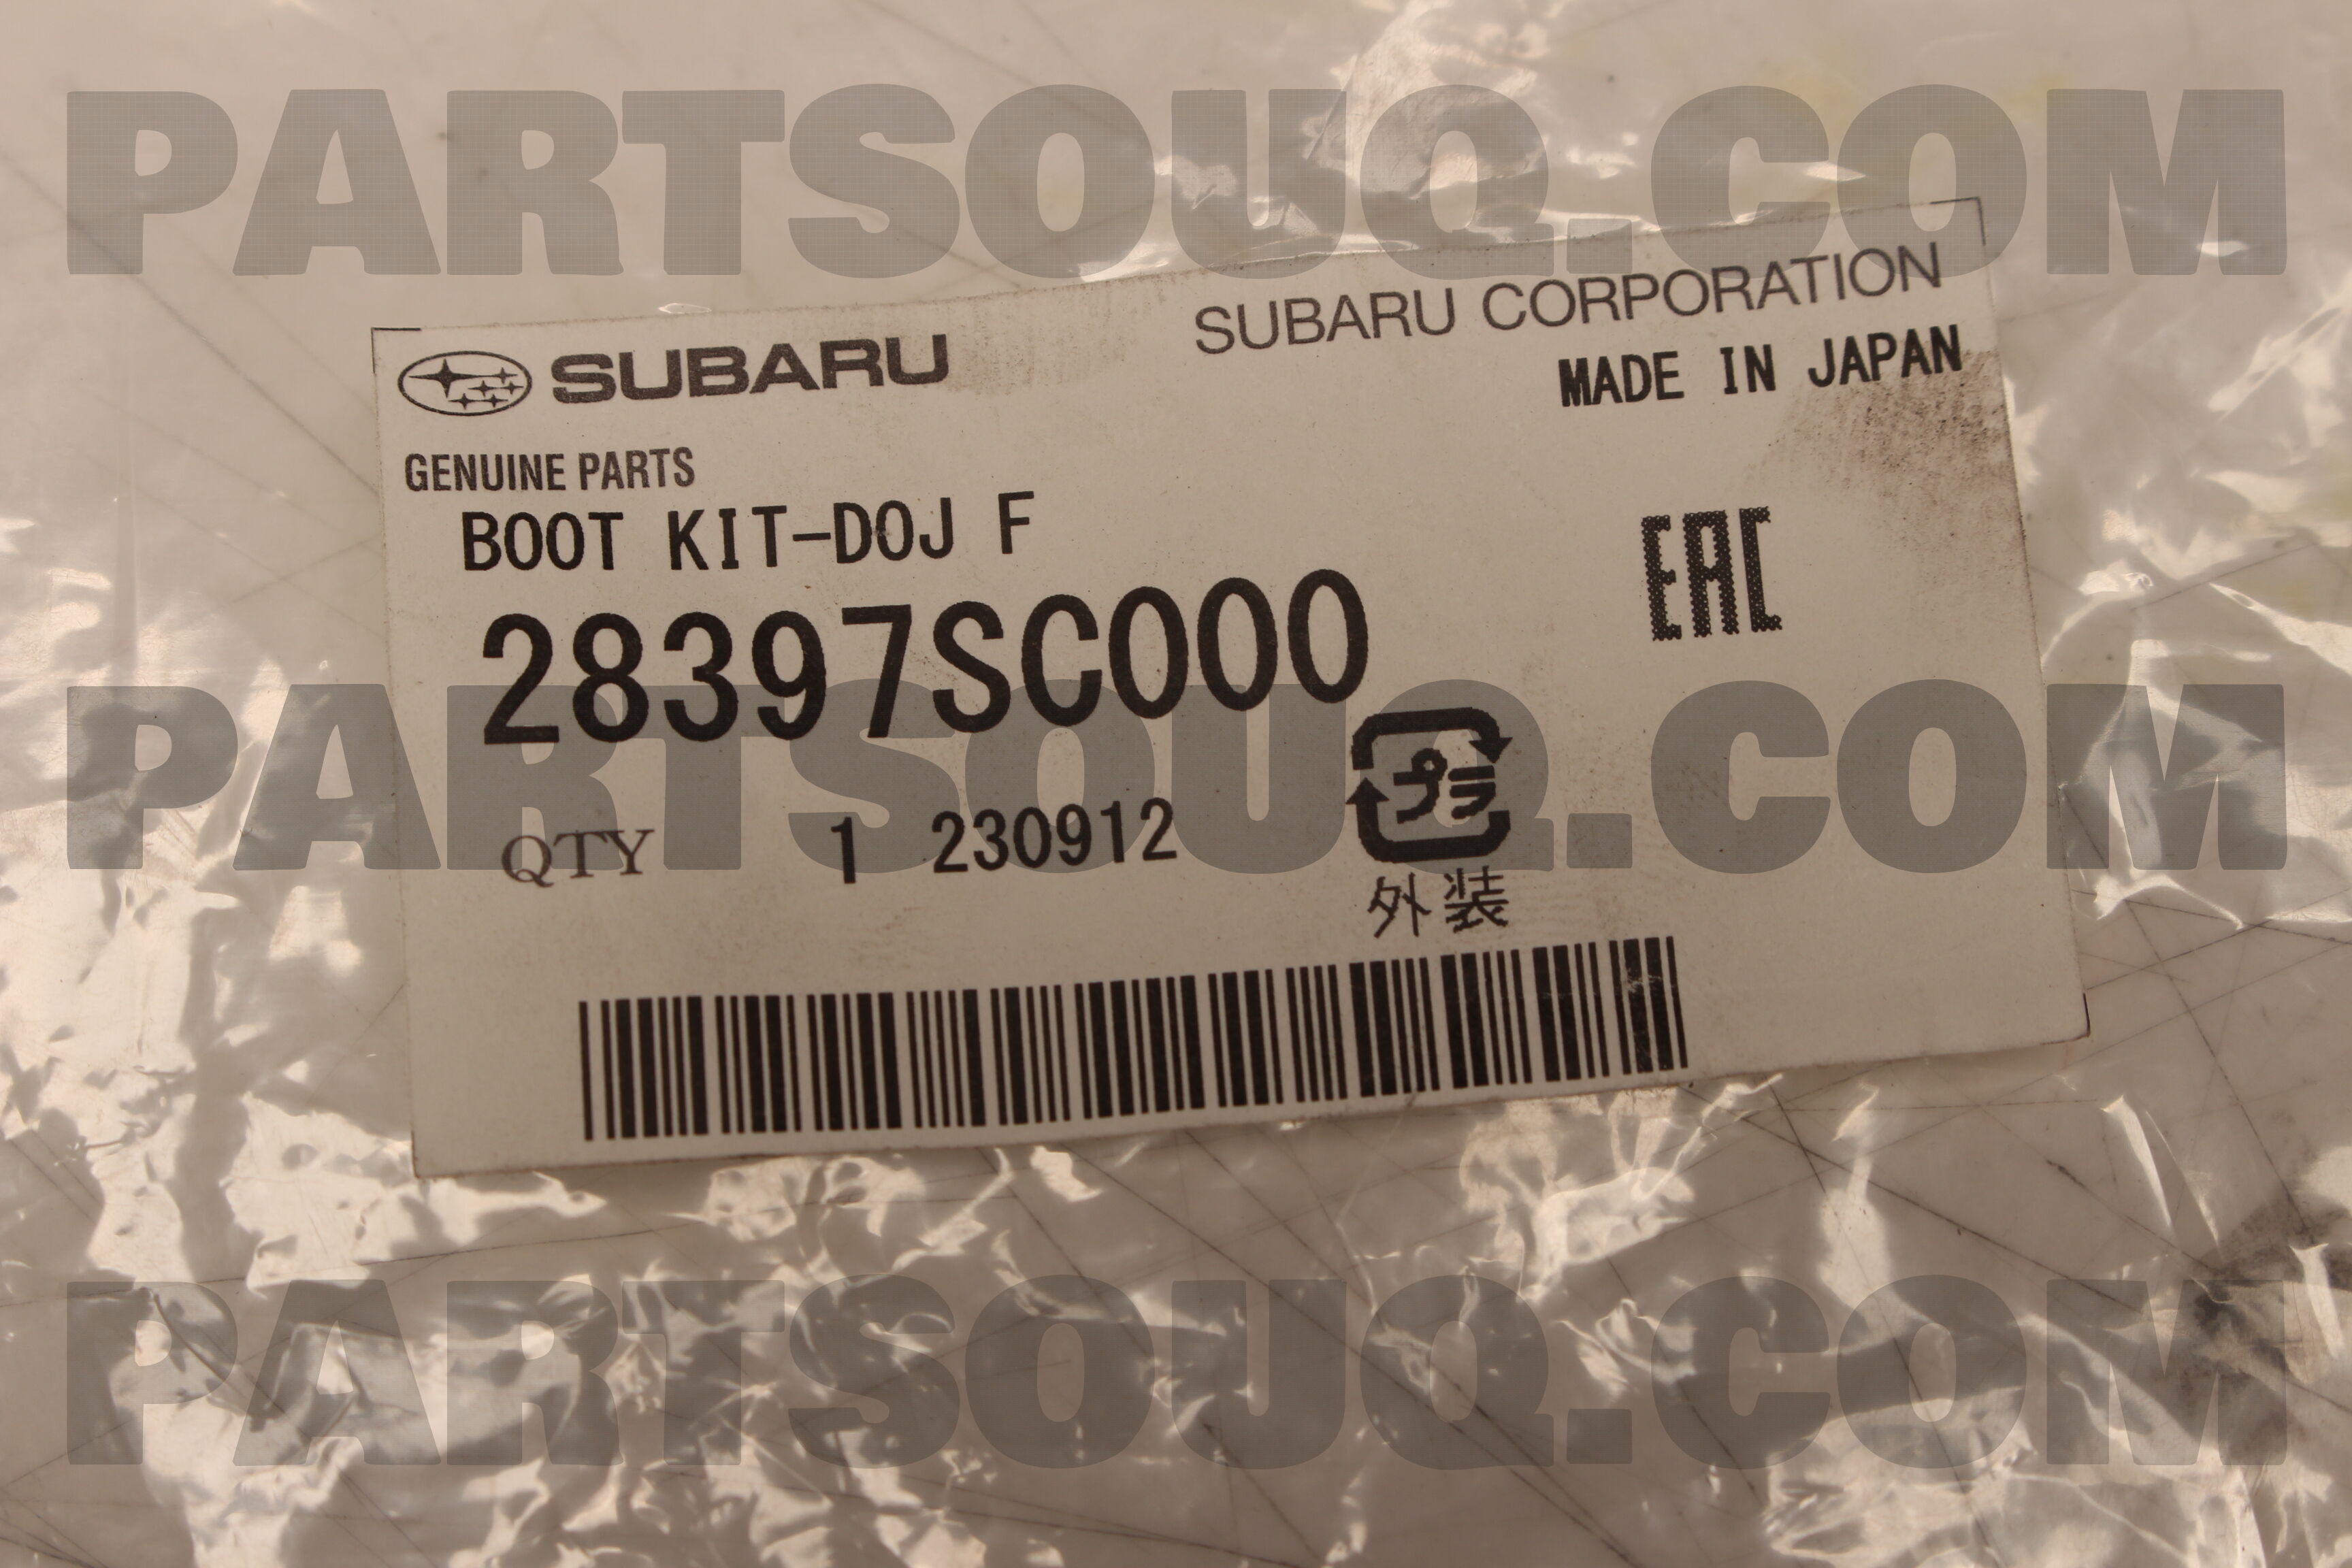 PARTSOUQ.COM
SUBARU
SUBARU CORPORATION
MADE IN JAPAN
GENUINE PARTS
BOOT KIT-DOJ F
EAC
28397SC000
PARTSOUQ.COM
プラ
QTY 1 230912
外装
PARTSOUQ.COM